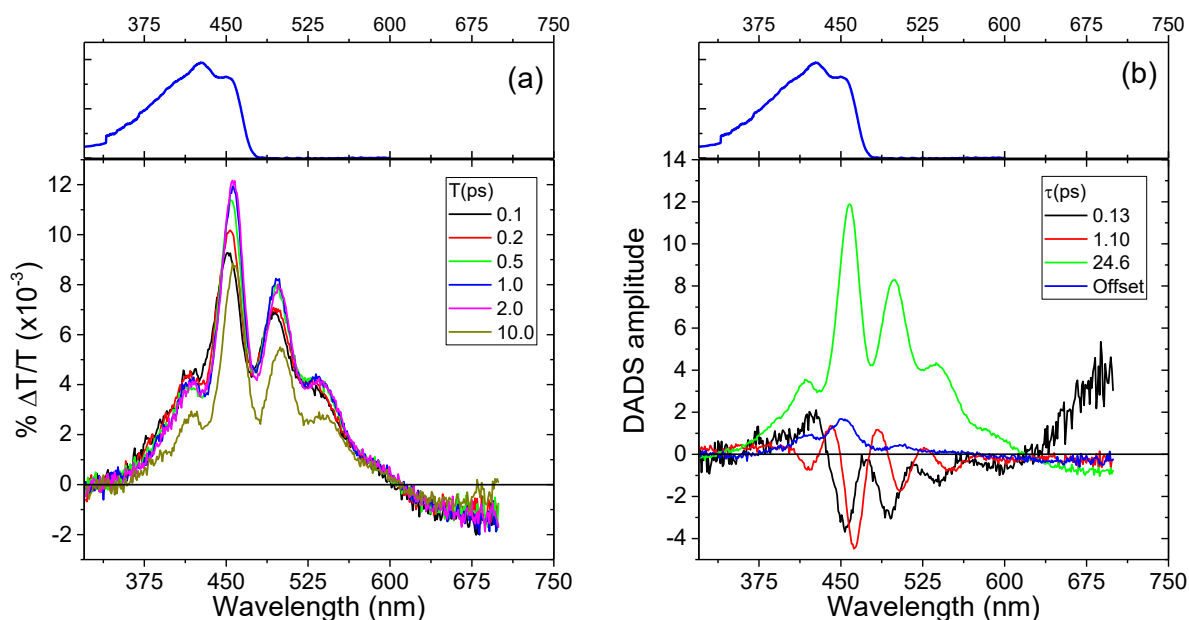 375 450 525 600 675 750
(a)
12
10
8
6
4
2
0
-2
% ΔT/T (x10⁻³)
T(ps)
0.1
0.2
0.5
1.0
2.0
10.0
375 450 525 600 675 750
Wavelength (nm)
375 450 525 600 675 750
(b)
14
12
10
8
6
4
2
0
-2
-4
DADS amplitude
τ(ps)
0.13
1.10
24.6
Offset
375 450 525 600 675 750
Wavelength (nm)